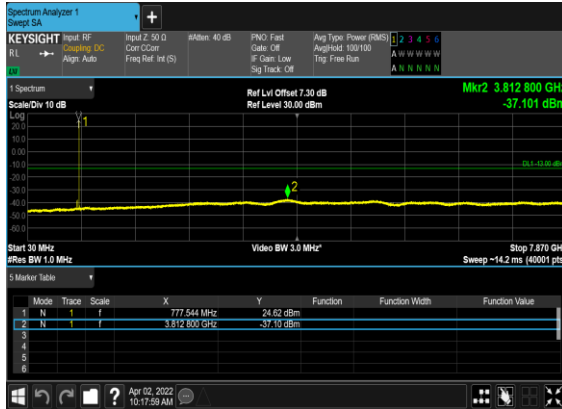 Spectrum Analyzer 1
Swept SA
KEYSIGHT
RL
LU
Input: RF
Coupling: DC
Align: Auto
Input Z: 50 Ω
Corr CCorr
Freq Ref: Int (S)
#Atten: 40 dB
PNO: Fast
Gate: Off
IF Gain: Low
Sig Track: Off
Avg Type: Power (RMS)
Avg|Hold: 100/100
Trig: Free Run
1 2 3 4 5 6
A W W W W W
A N N N N N
1 Spectrum
Scale/Div 10 dB
Ref Lvl Offset 7.30 dB
Ref Level 30.00 dBm
Mkr2 3.812 800 GHz
-37.101 dBm
Log
20.0
10.0
0.00
-10.0
-20.0
-30.0
-40.0
-50.0
-60.0
1
2
DL1 -13.00 dBm
Start 30 MHz
#Res BW 1.0 MHz
Video BW 3.0 MHz*
Stop 7.870 GHz
Sweep ~14.2 ms (40001 pts)
5 Marker Table
Mode Trace Scale X Y Function Function Width Function Value
1 N 1 f 777.544 MHz 24.62 dBm
2 N 1 f 3.812 800 GHz -37.10 dBm
3
4
5
6
?
Apr 02, 2022
10:17:59 AM